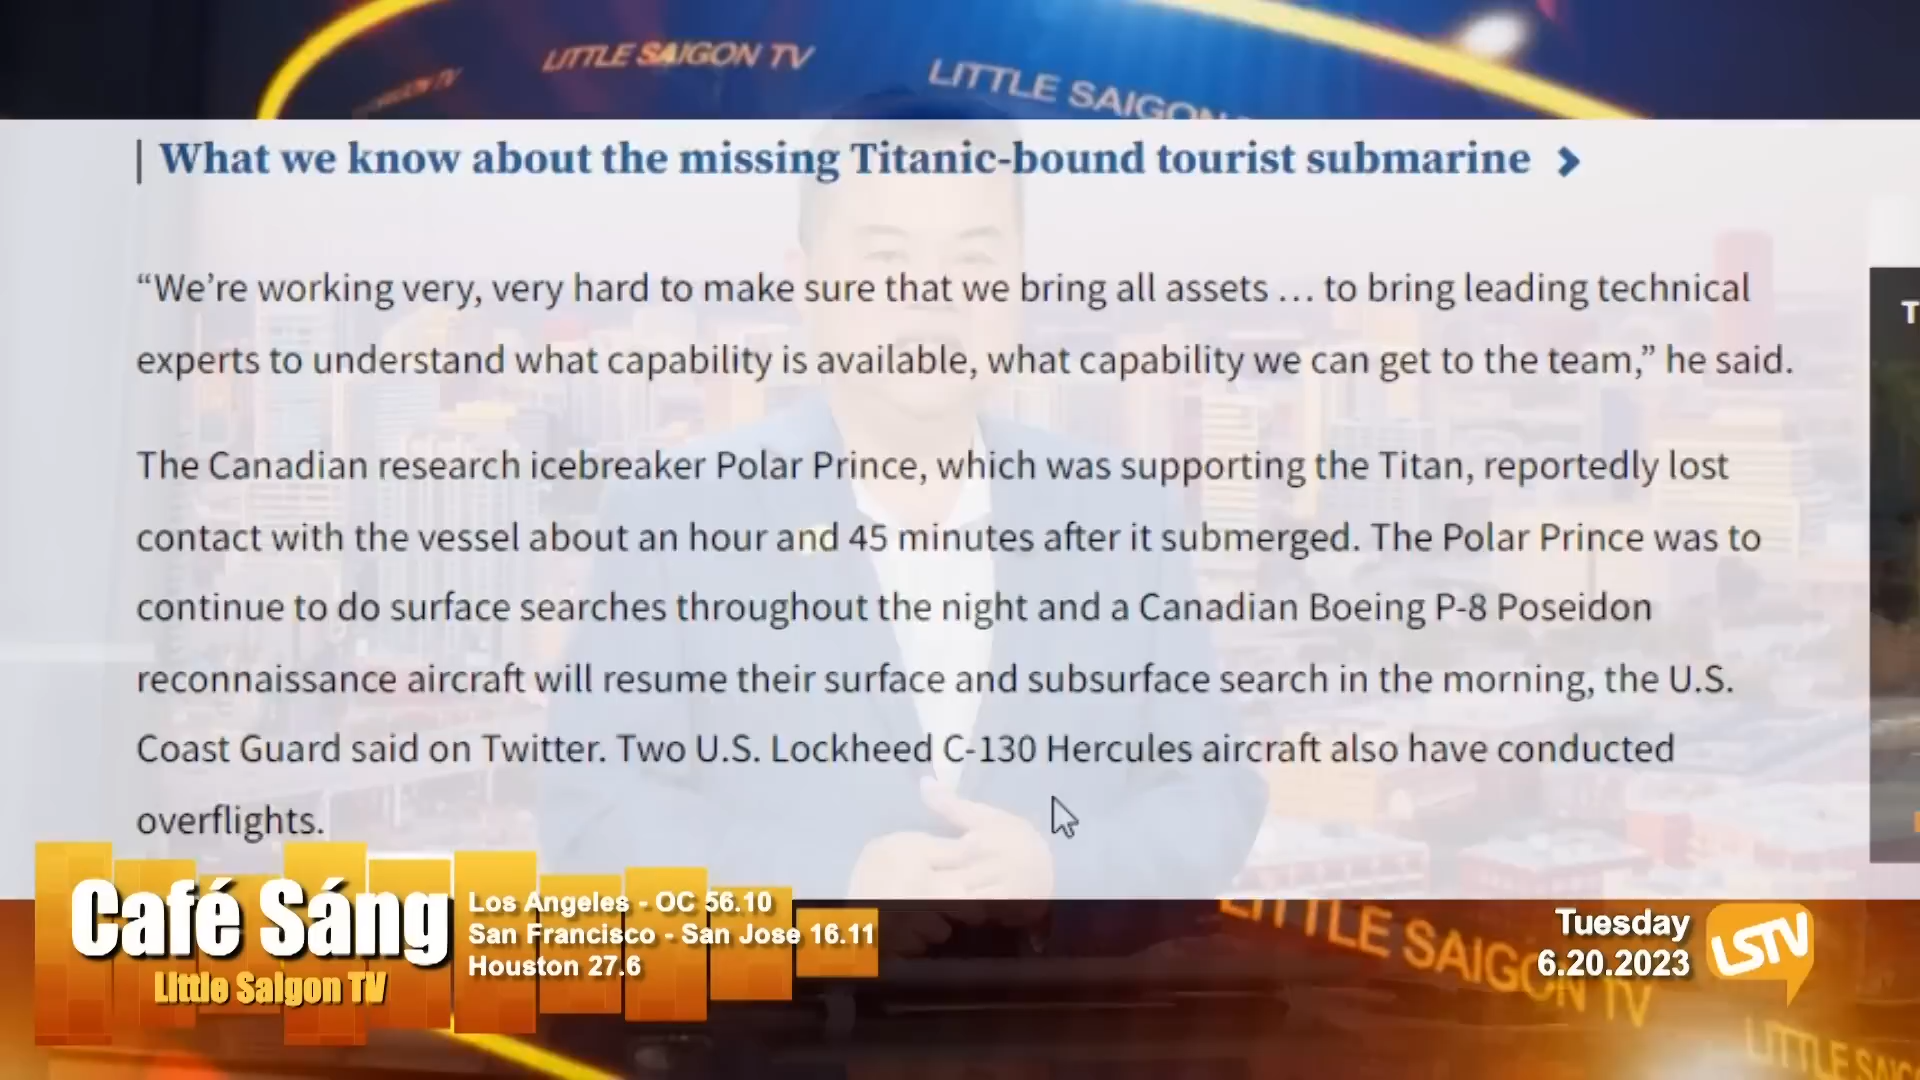 LITTLE SAIGON TV
LITTLE SAIGON
What we know about the missing Titanic-bound tourist submarine
“We’re working very, very hard to make sure that we bring all assets … to bring leading technical
experts to understand what capability is available, what capability we can get to the team,” he said.
The Canadian research icebreaker Polar Prince, which was supporting the Titan, reportedly lost
contact with the vessel about an hour and 45 minutes after it submerged. The Polar Prince was to
continue to do surface searches throughout the night and a Canadian Boeing P-8 Poseidon
reconnaissance aircraft will resume their surface and subsurface search in the morning, the U.S.
Coast Guard said on Twitter. Two U.S. Lockheed C-130 Hercules aircraft also have conducted
overflights.
Café Sáng
Little Saigon TV
Los Angeles - OC 56.10
San Francisco - San Jose 16.11
Houston 27.6
Tuesday
6.20.2023
LSTV
LITTLE SAIGON TV